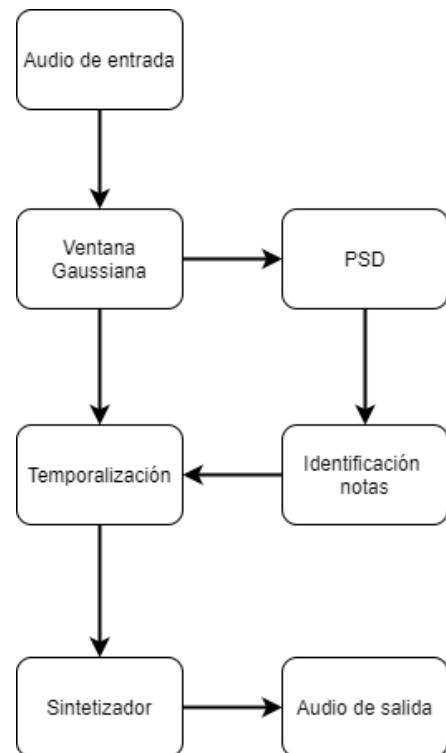 Audio de entrada
Ventana
Gaussiana
PSD
Temporalización
Identificación
notas
Sintetizador
Audio de salida